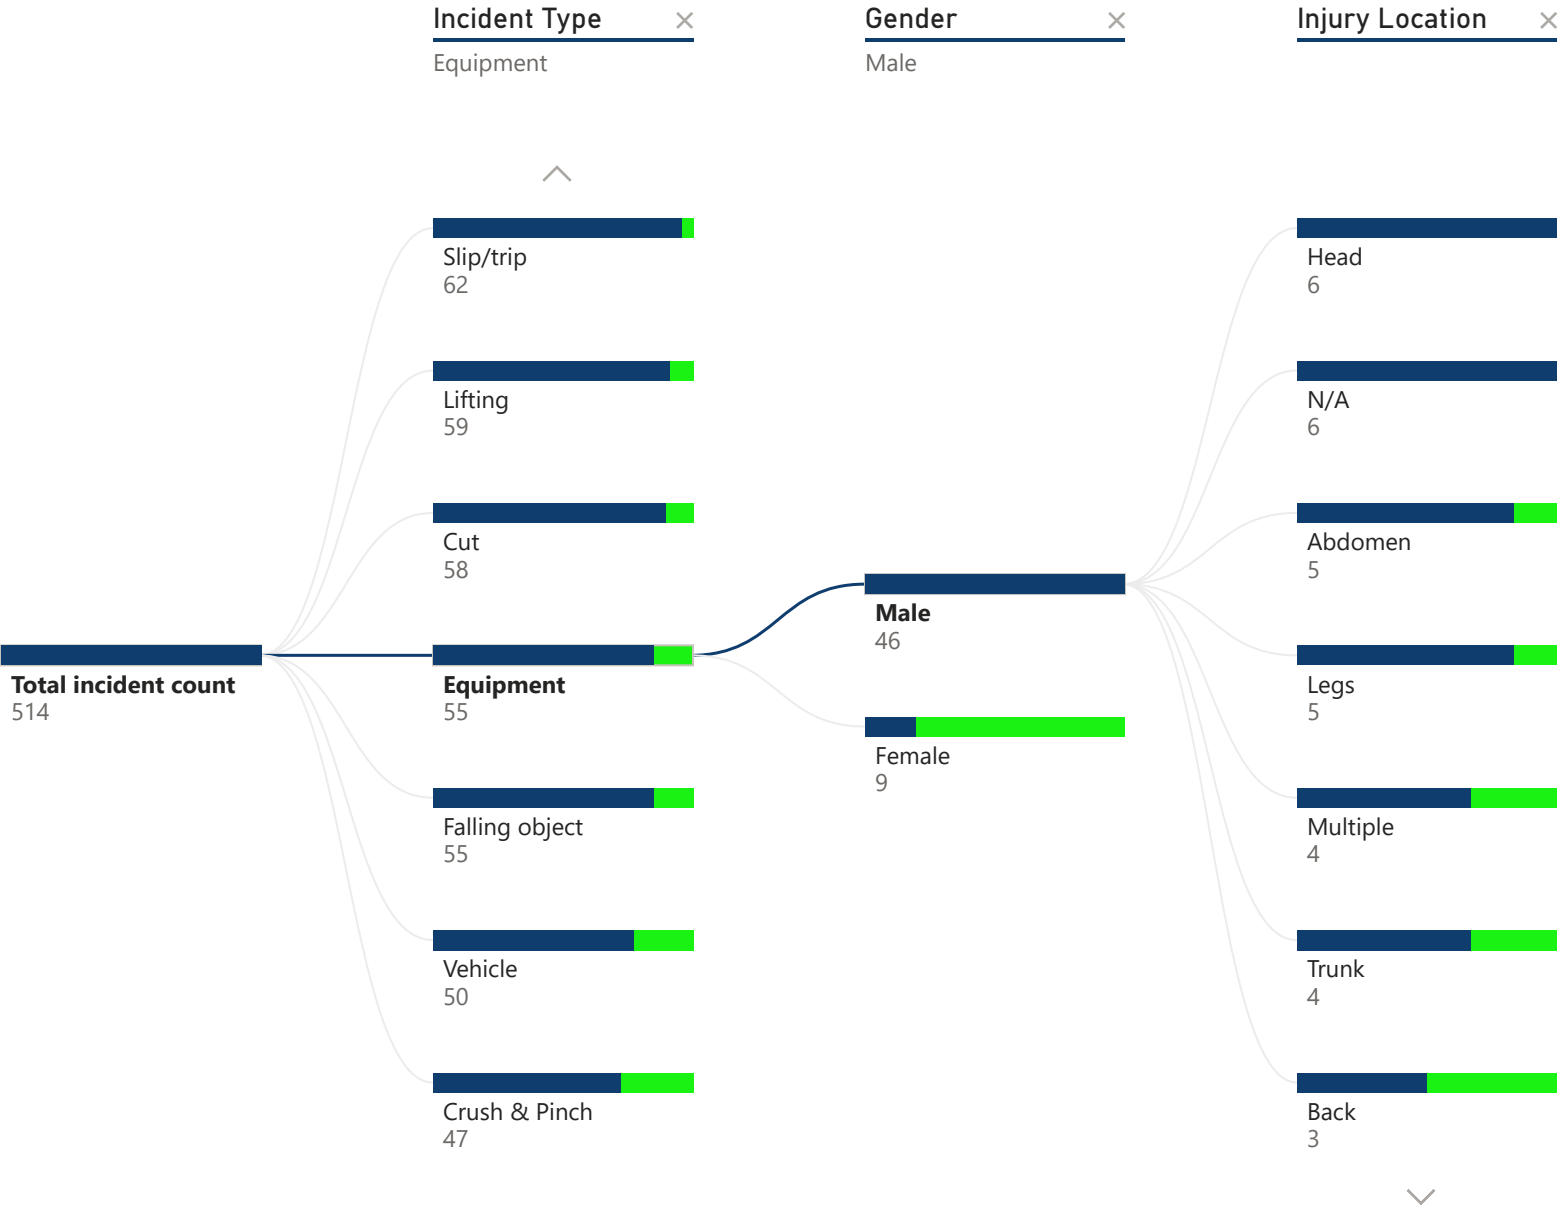 Incident Type
Equipment
Gender
Male
Injury Location
Total incident count
514
Slip/trip
62
Lifting
59
Cut
58
Equipment
55
Falling object
55
Vehicle
50
Crush & Pinch
47
Male
46
Female
9
Head
6
N/A
6
Abdomen
5
Legs
5
Multiple
4
Trunk
4
Back
3